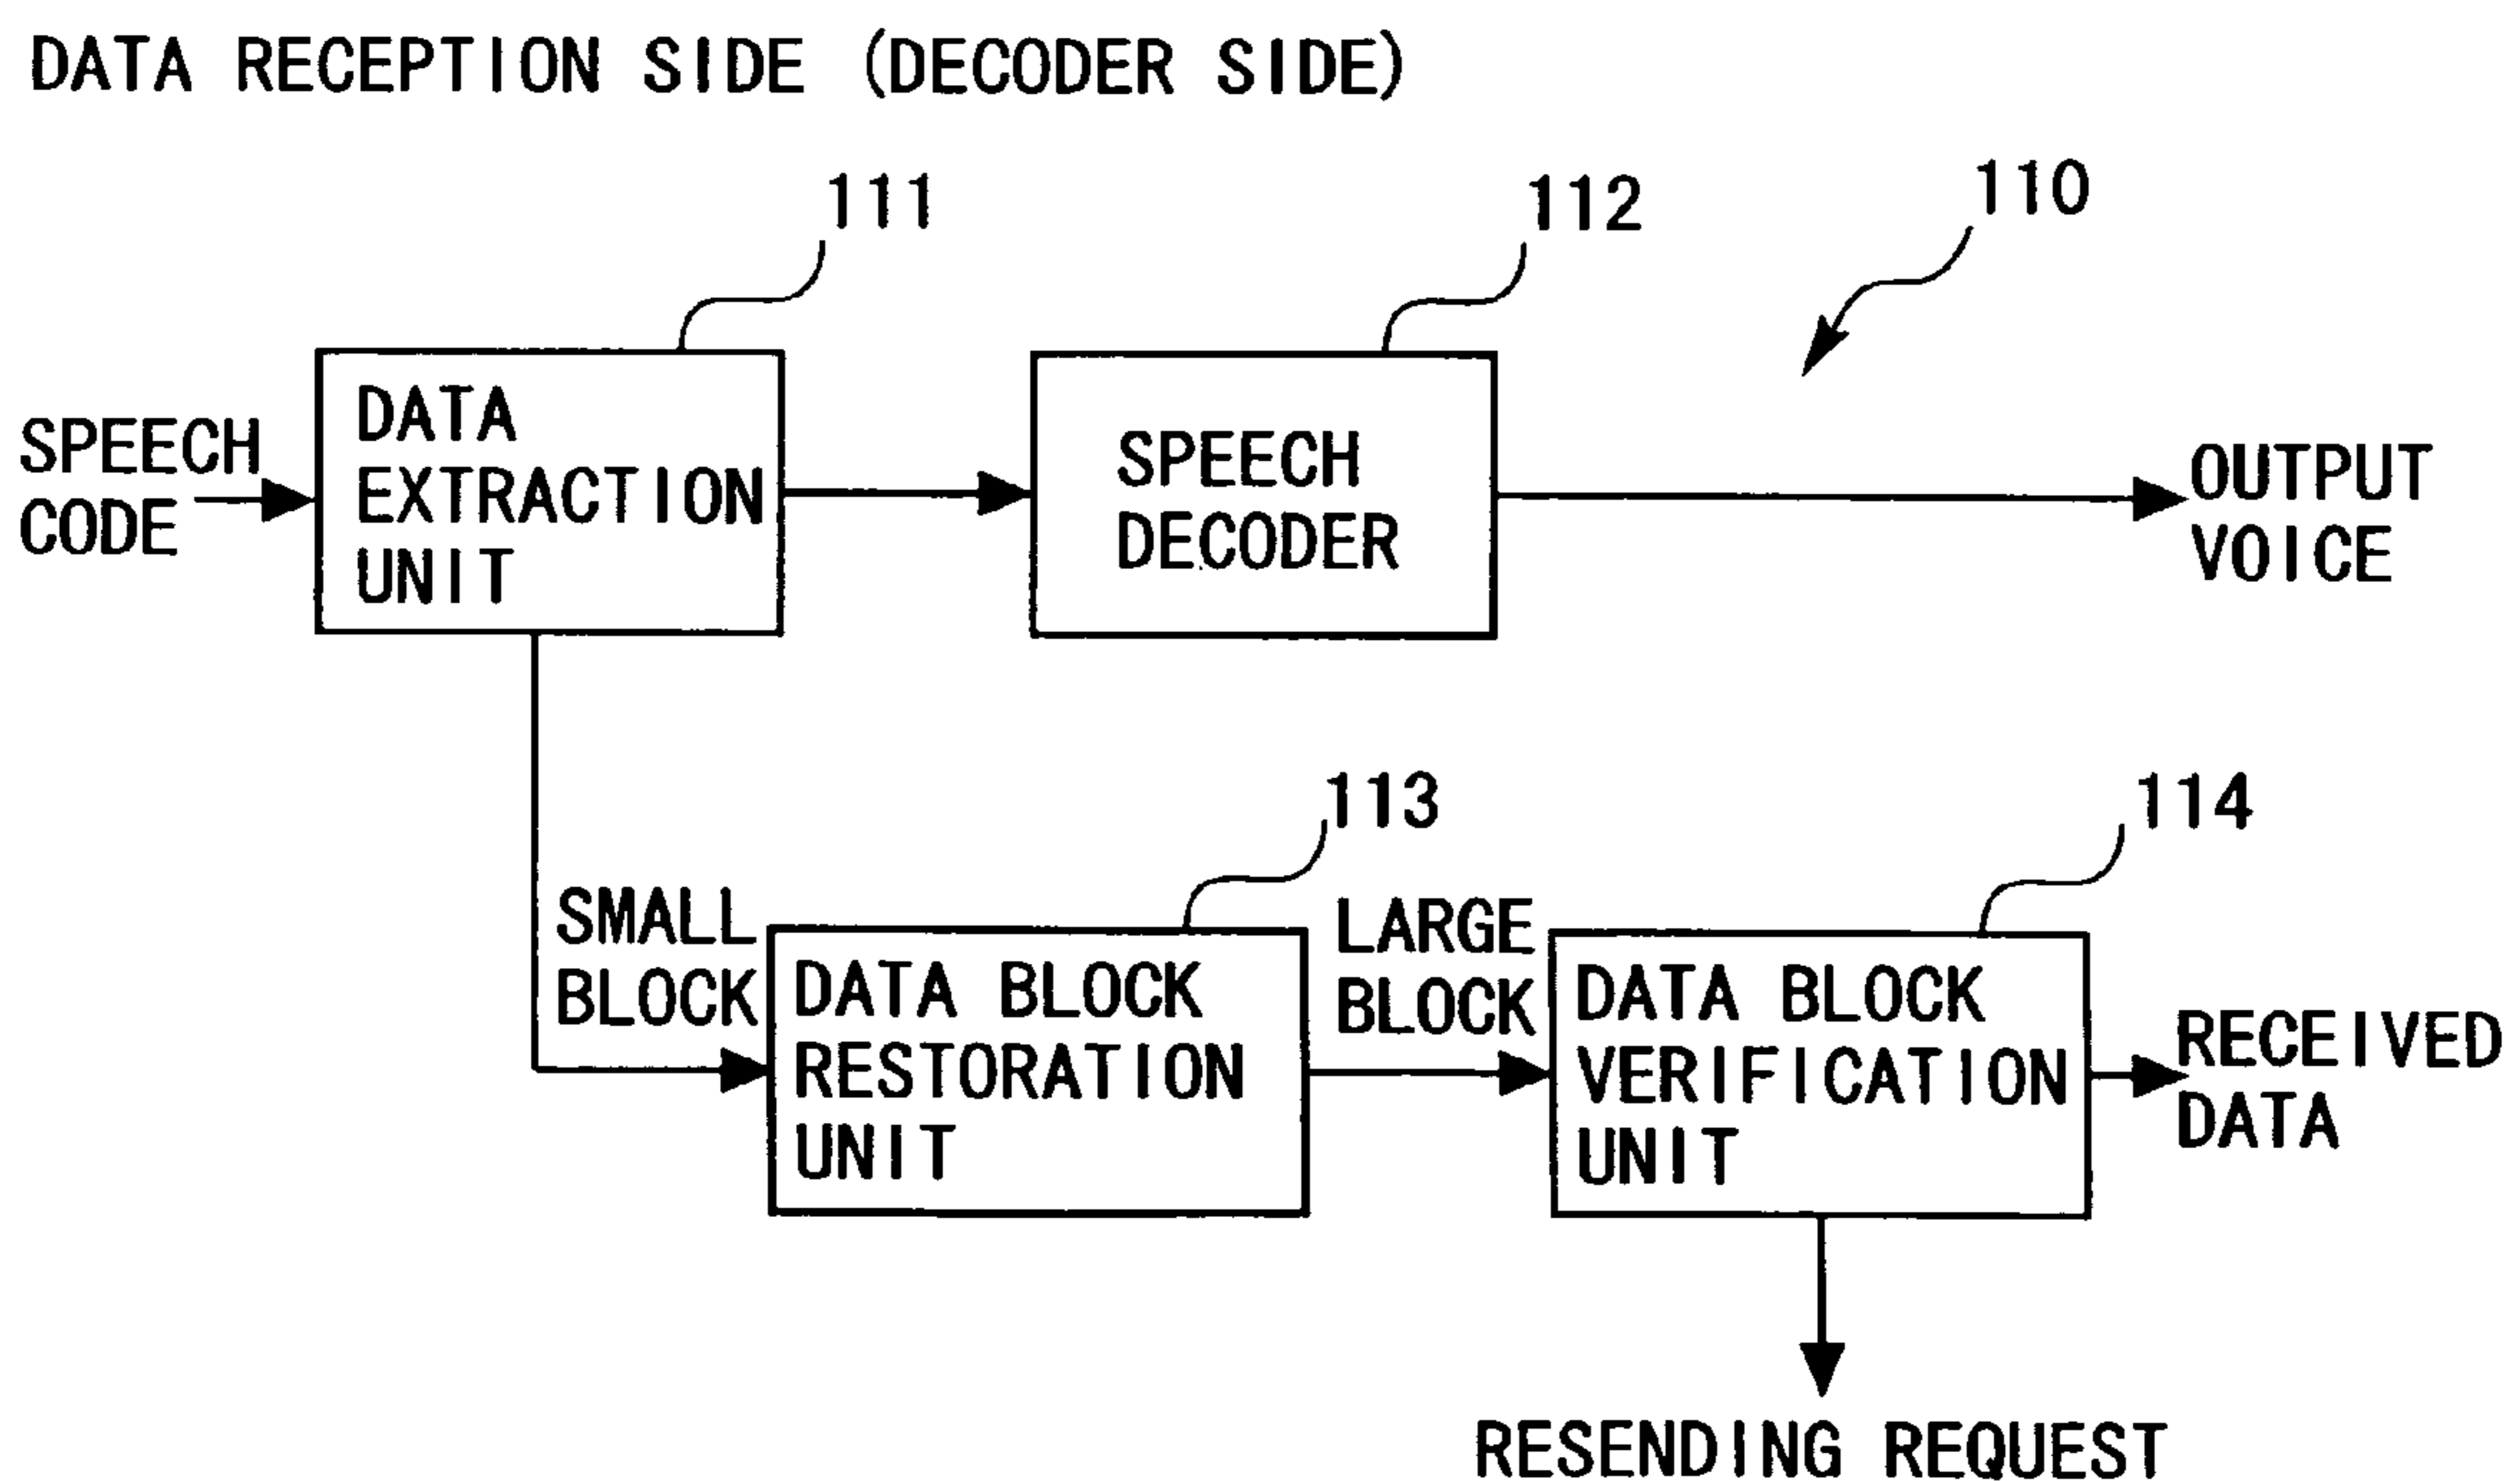 DATA RECEPTION SIDE (DECODER SIDE)
111
112
110
SPEECH
CODE
DATA
EXTRACTION
UNIT
SPEECH
DECODER
OUTPUT
VOICE
113
114
SMALL
BLOCK
DATA BLOCK
RESTORATION
UNIT
LARGE
BLOCK
DATA BLOCK
VERIFICATION
UNIT
RECEIVED
DATA
RESENDING REQUEST